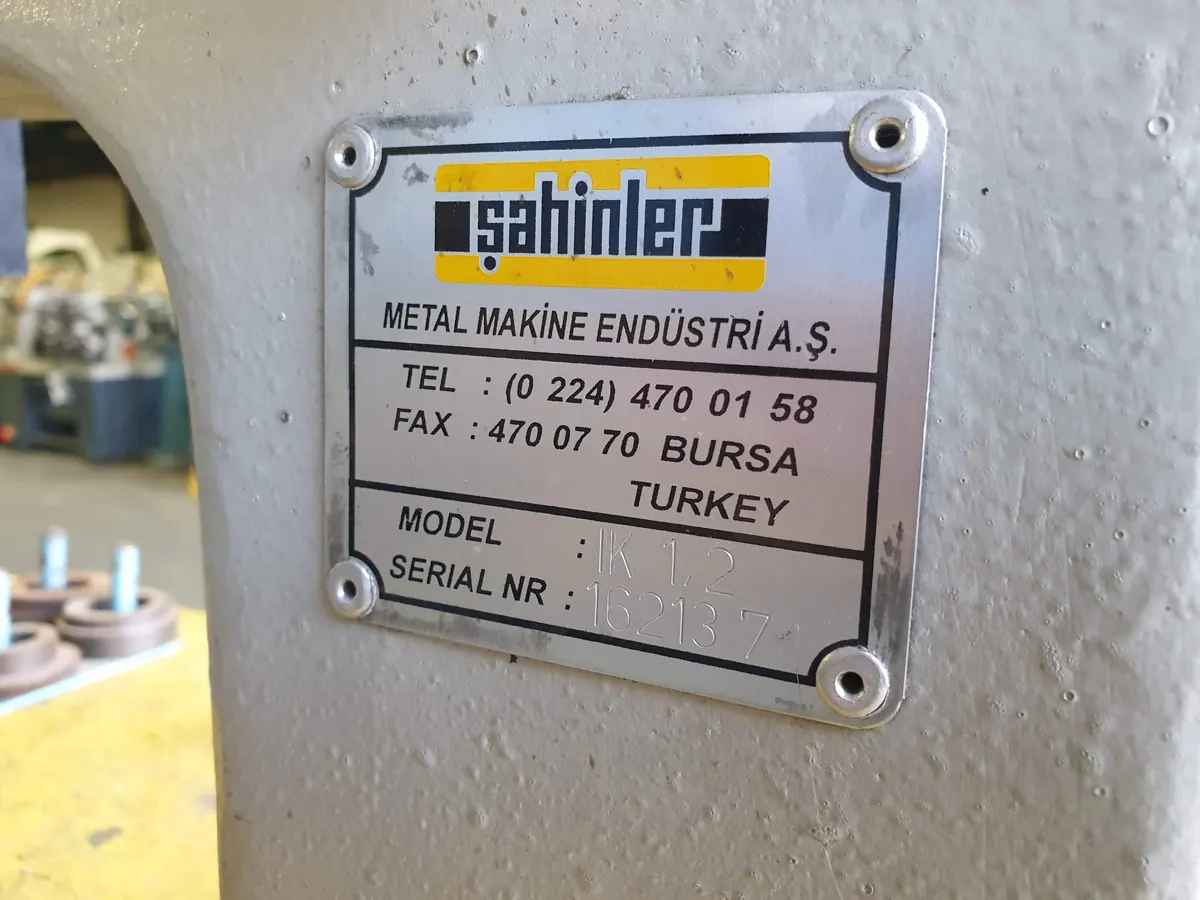 şahinler
METAL MAKİNE ENDÜSTRİ A.Ş.
TEL : (0 224) 470 01 58
FAX : 470 07 70 BURSA
TURKEY
MODEL : IK 1,2
SERIAL NR : 16213 7